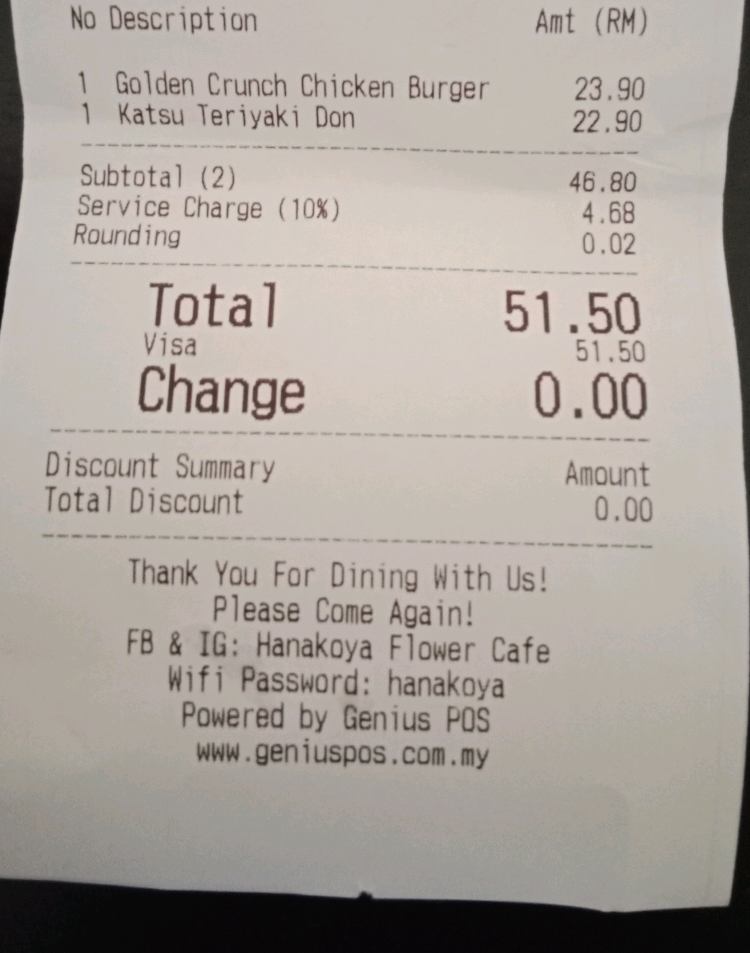 No Description Amt (RM)
1 Golden Crunch Chicken Burger 23.90
1 Katsu Teriyaki Don 22.90
Subtotal (2) 46.80
Service Charge (10%) 4.68
Rounding 0.02
Total 51.50
Visa 51.50
Change 0.00
Discount Summary Amount
Total Discount 0.00
Thank You For Dining With Us!
Please Come Again!
FB & IG: Hanakoya Flower Cafe
Wifi Password: hanakoya
Powered by Genius POS
www.geniuspos.com.my